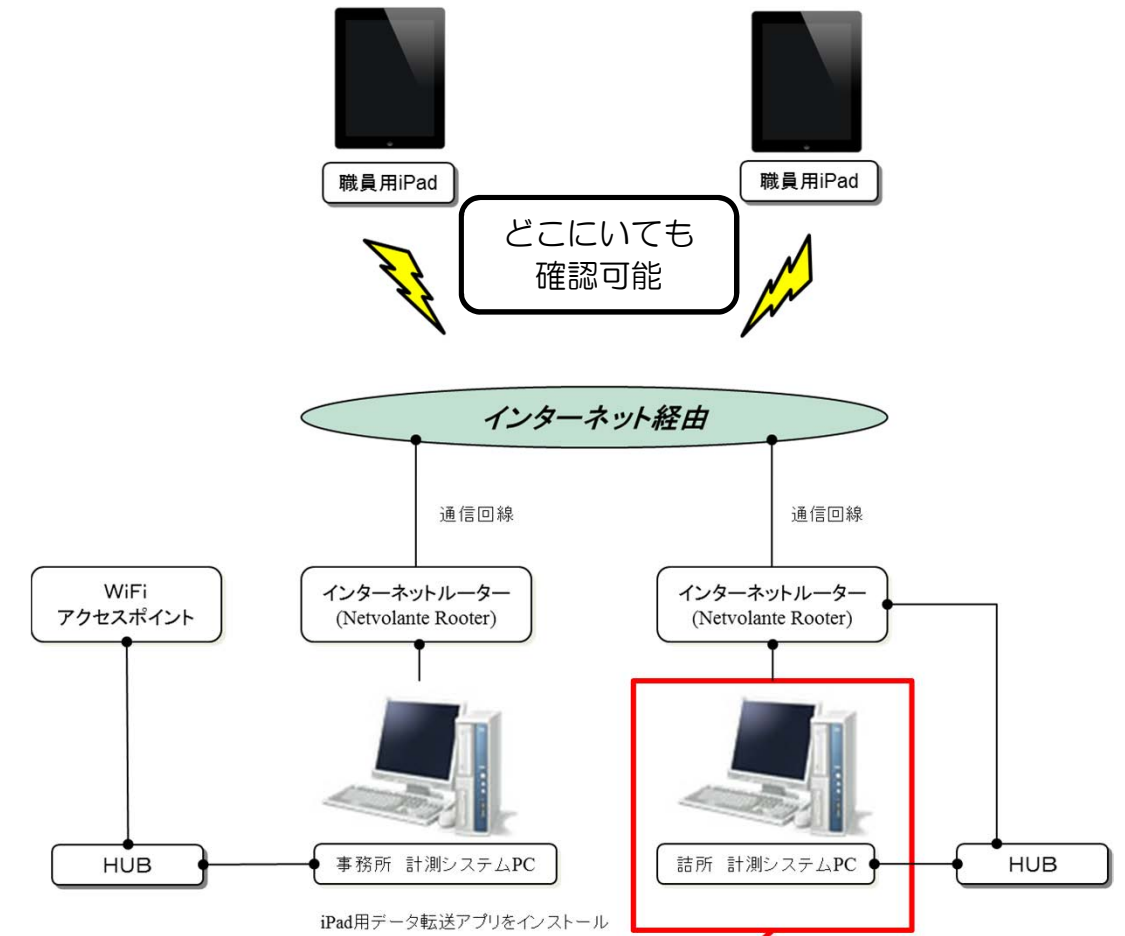 職員用iPad
職員用iPad
どこにいても
確認可能
インターネット経由
通信回線
通信回線
WiFi
アクセスポイント
インターネットルーター
(Netvolante Rooter)
インターネットルーター
(Netvolante Rooter)
HUB
事務所 計測システムPC
詰所 計測システムPC
HUB
iPad用データ転送アプリをインストール